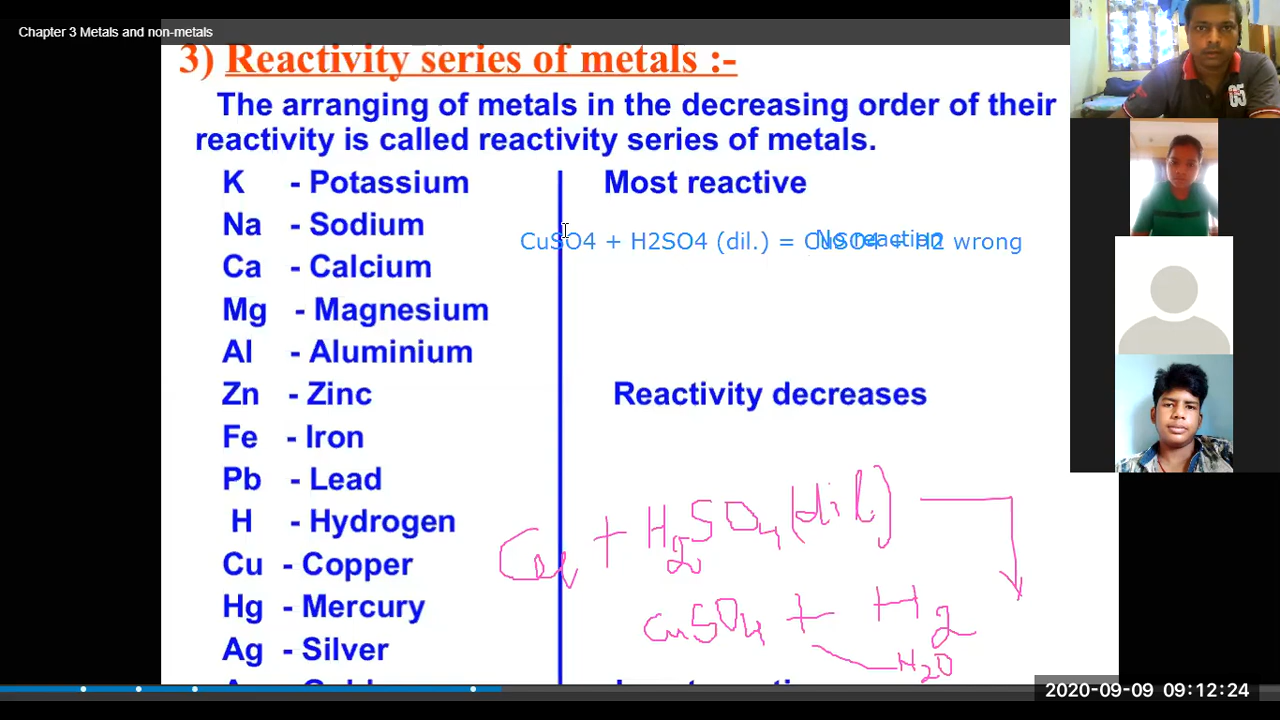 Chapter 3 Metals and non-metals
3) Reactivity series of metals :-
The arranging of metals in the decreasing order of their
reactivity is called reactivity series of metals.
K - Potassium Most reactive
Na - Sodium
CuSO4 + H2SO4 (dil.) = CuSO4 + H2 wrong
No reaction
Ca - Calcium
Mg - Magnesium
Al - Aluminium
Zn - Zinc Reactivity decreases
Fe - Iron
Pb - Lead
H - Hydrogen
Cu + H2SO4 (dil.)
Cu - Copper
Hg - Mercury
CuSO4 + H2
Ag - Silver
H2O
65
2020-09-09 09:12:24